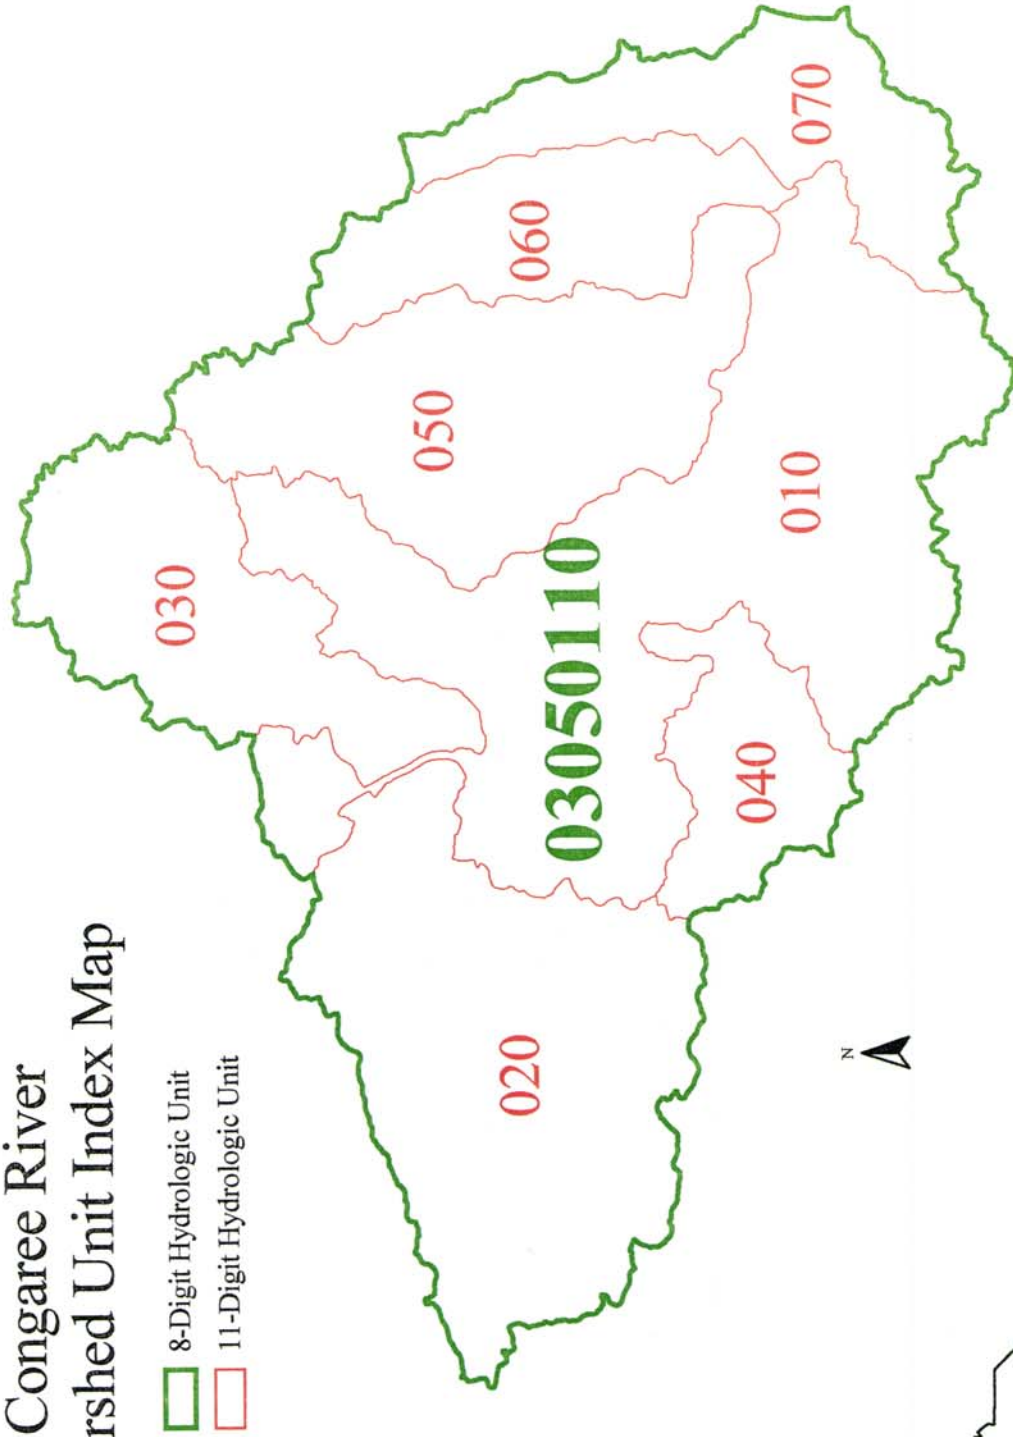 Congaree River
rshed Unit Index Map
8-Digit Hydrologic Unit
11-Digit Hydrologic Unit
030
050
020
060
03050110
040
010
070
N